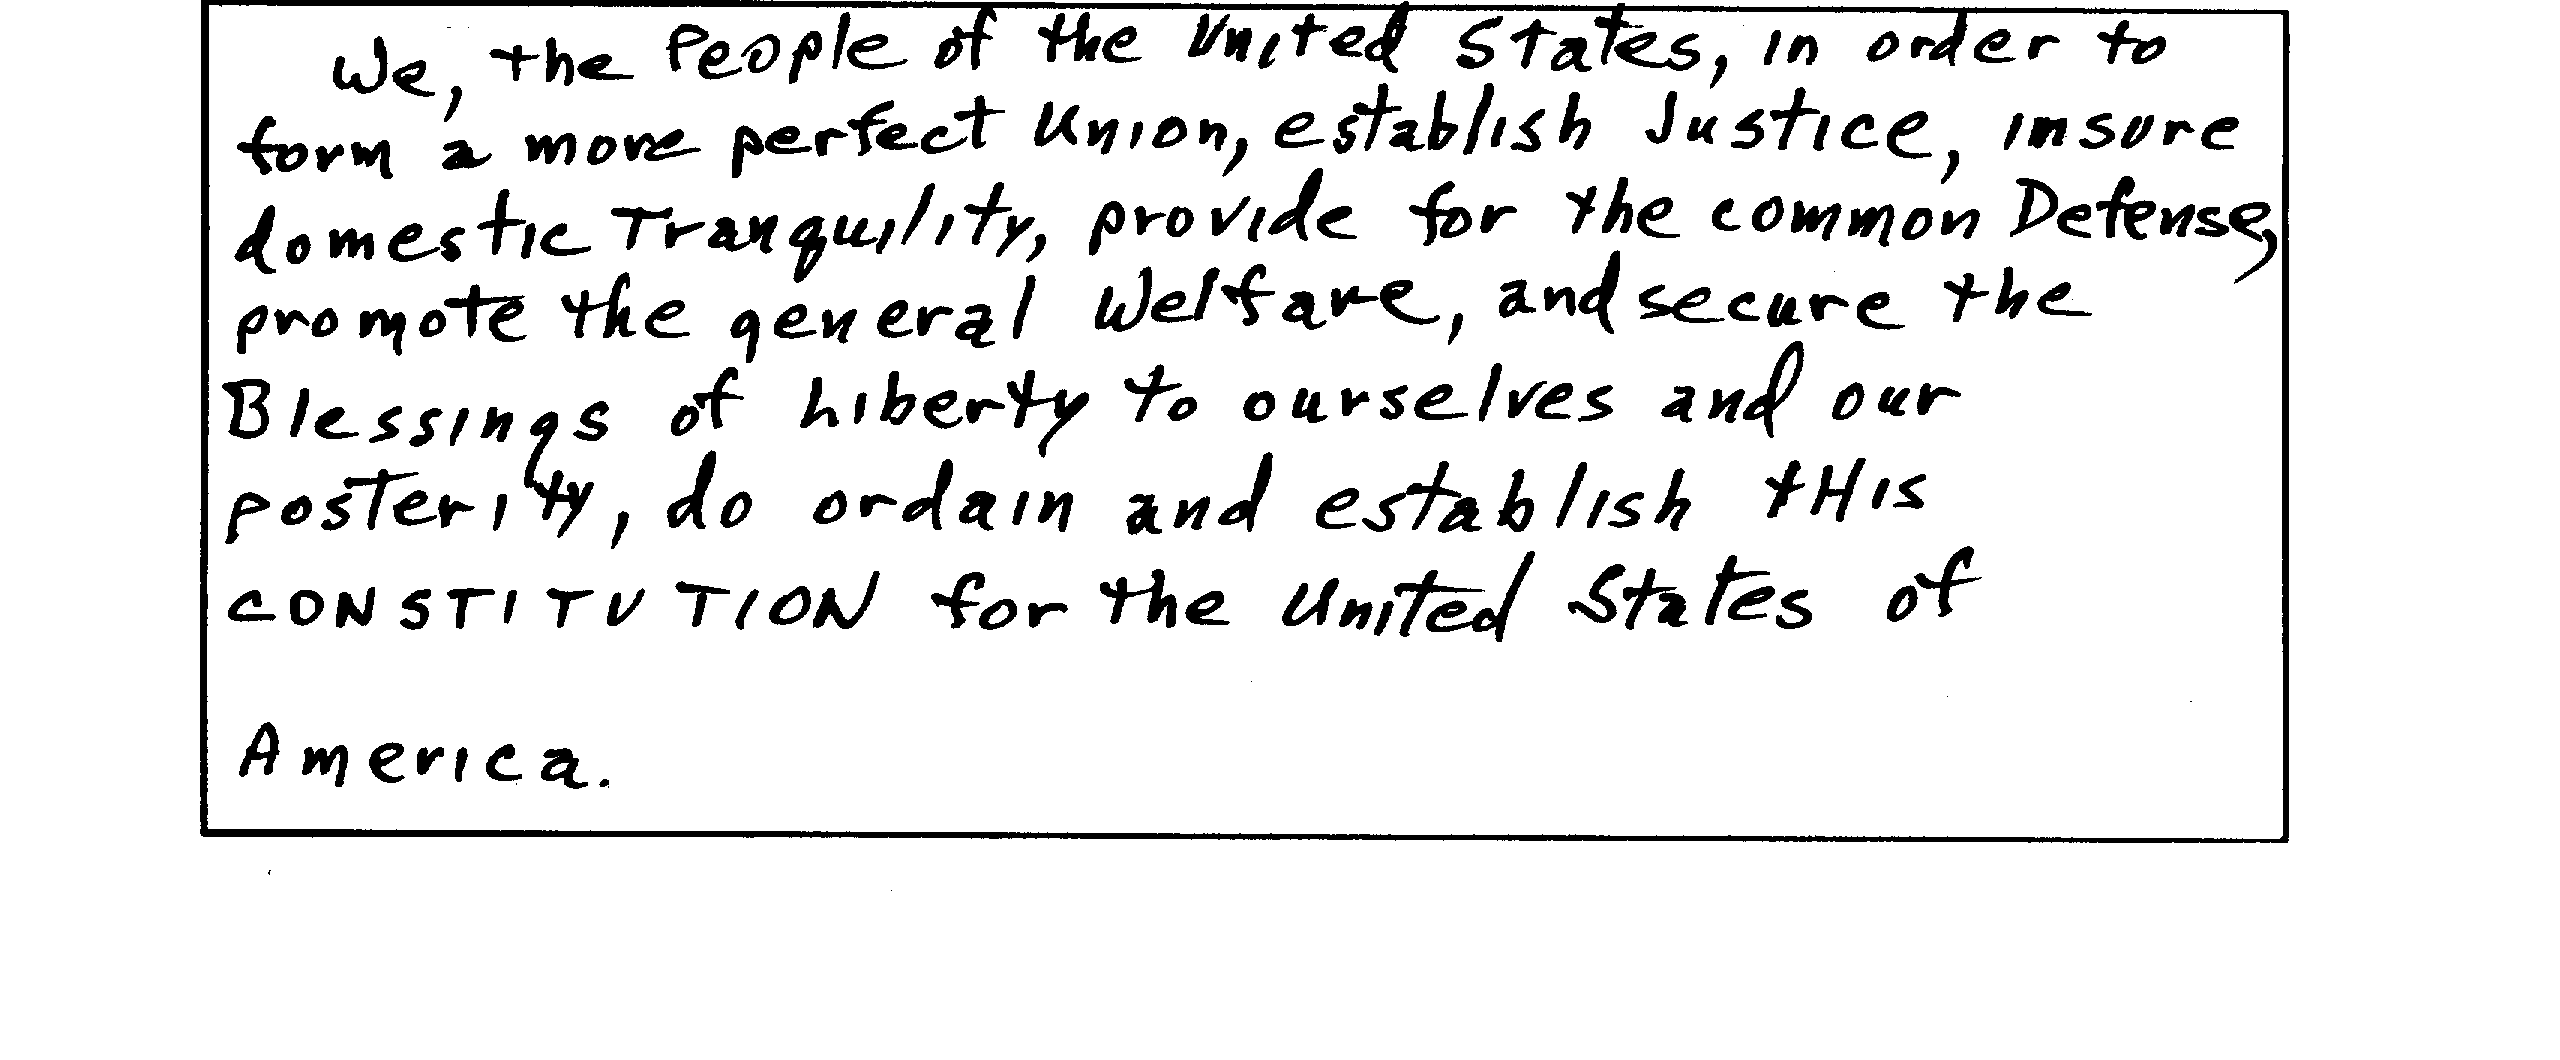 We, the People of the United States, in order to
form a more perfect Union, establish Justice, insure
domestic Tranquility, provide for the common Defense,
promote the general Welfare, and secure the
Blessings of Liberty to ourselves and our
posterity, do ordain and establish tHIS
CONSTITUTION for the United States of
America.